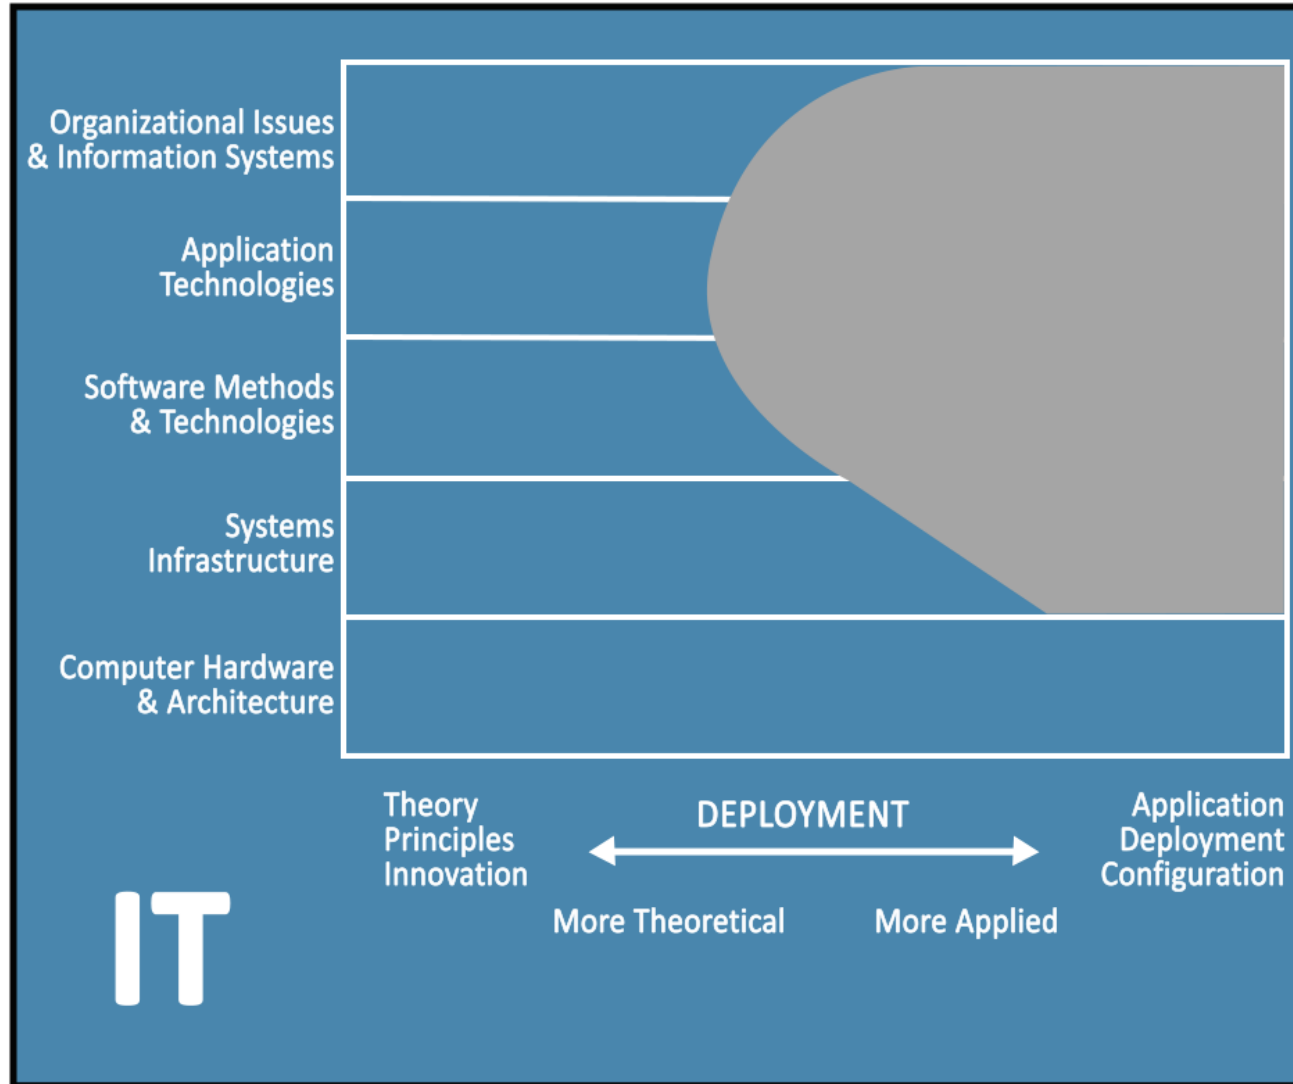 Organizational Issues
& Information Systems
Application
Technologies
Software Methods
& Technologies
Systems
Infrastructure
Computer Hardware
& Architecture
Theory
Principles
Innovation
DEPLOYMENT
Application
Deployment
Configuration
More Theoretical
More Applied
IT